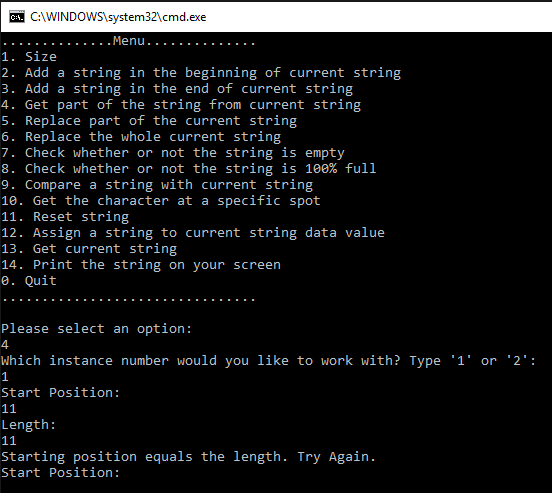 C:\WINDOWS\system32\cmd.exe
..............Menu..............
1. Size
2. Add a string in the beginning of current string
3. Add a string in the end of current string
4. Get part of the string from current string
5. Replace part of the current string
6. Replace the whole current string
7. Check whether or not the string is empty
8. Check whether or not the string is 100% full
9. Compare a string with current string
10. Get the character at a specific spot
11. Reset string
12. Assign a string to current string data value
13. Get current string
14. Print the string on your screen
0. Quit
................................
Please select an option:
4
Which instance number would you like to work with? Type '1' or '2':
1
Start Position:
11
Length:
11
Starting position equals the length. Try Again.
Start Position: